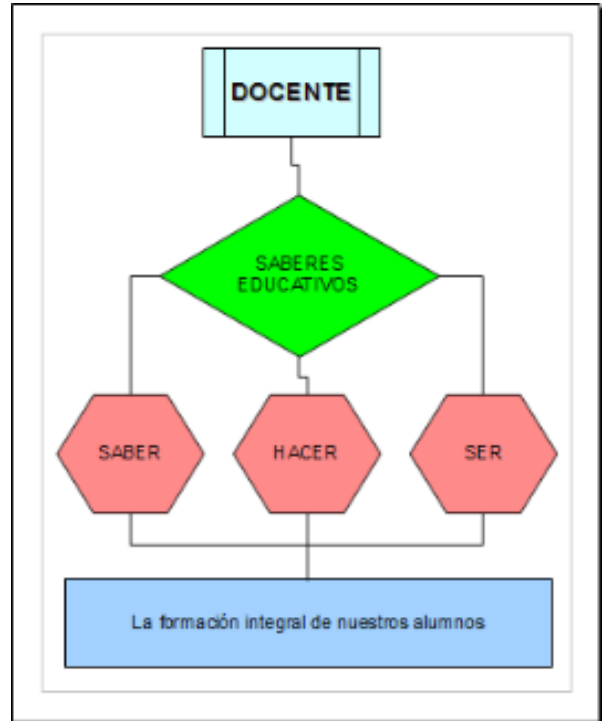 DOCENTE
SABERES
EDUCATIVOS
SABER
HACER
SER
La formación integral de nuestros alumnos